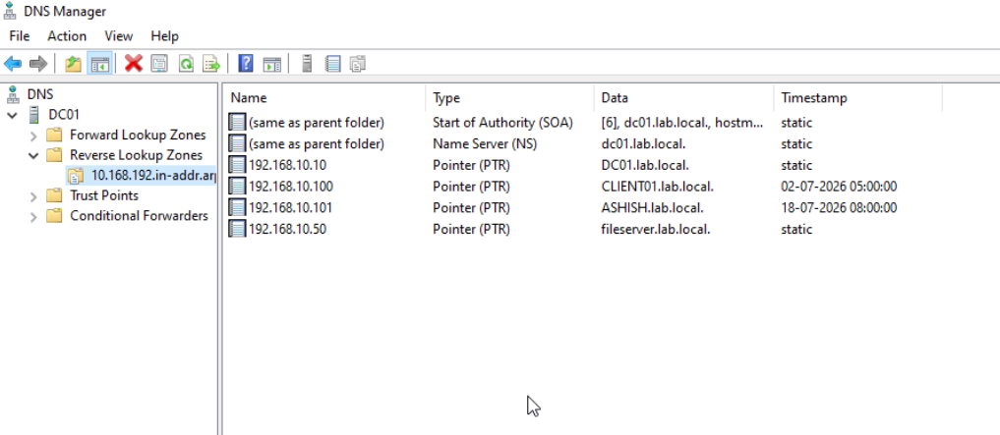 DNS Manager
File Action View Help
DNS
DC01
Forward Lookup Zones
Reverse Lookup Zones
10.168.192.in-addr.ar
Trust Points
Conditional Forwarders
Name Type Data Timestamp
(same as parent folder) Start of Authority (SOA) [6], dc01.lab.local., hostm... static
(same as parent folder) Name Server (NS) dc01.lab.local. static
192.168.10.10 Pointer (PTR) DC01.lab.local. static
192.168.10.100 Pointer (PTR) CLIENT01.lab.local. 02-07-2026 05:00:00
192.168.10.101 Pointer (PTR) ASHISH.lab.local. 18-07-2026 08:00:00
192.168.10.50 Pointer (PTR) fileserver.lab.local. static